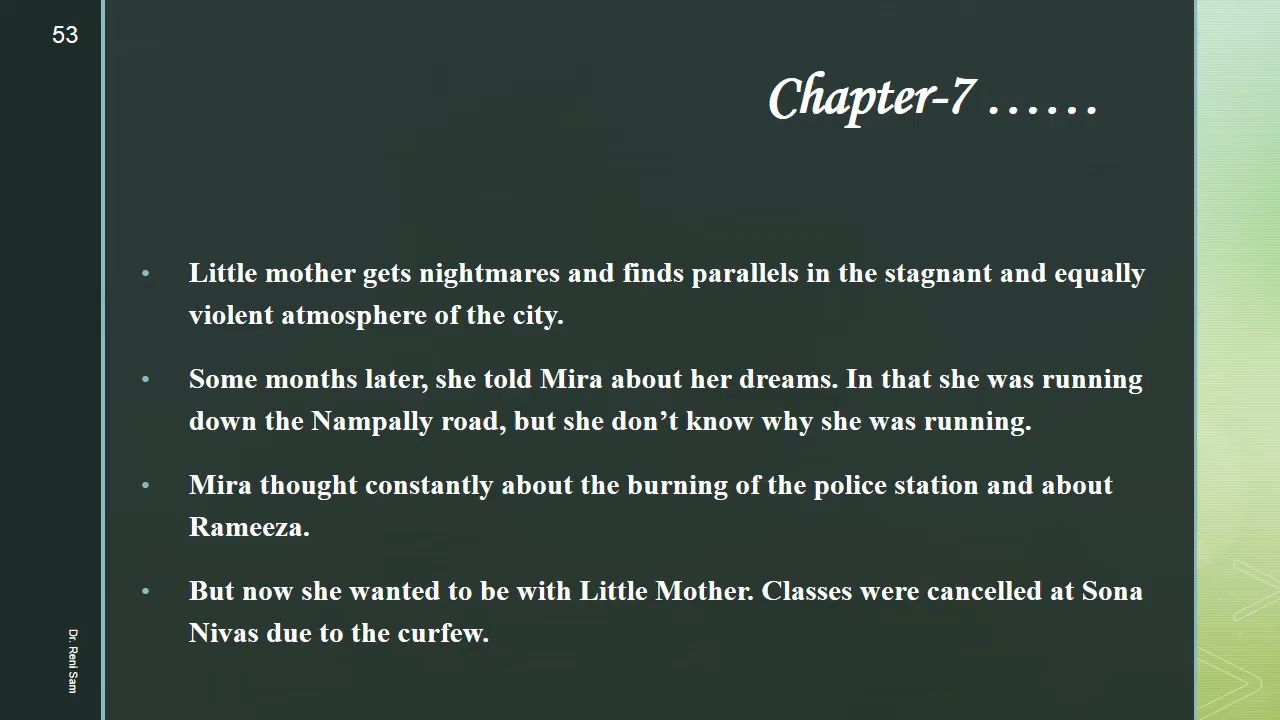 53
Chapter-7 ......
• Little mother gets nightmares and finds parallels in the stagnant and equally
violent atmosphere of the city.
• Some months later, she told Mira about her dreams. In that she was running
down the Nampally road, but she don’t know why she was running.
• Mira thought constantly about the burning of the police station and about
Rameeza.
• But now she wanted to be with Little Mother. Classes were cancelled at Sona
Nivas due to the curfew.
Dr. Reni Sam